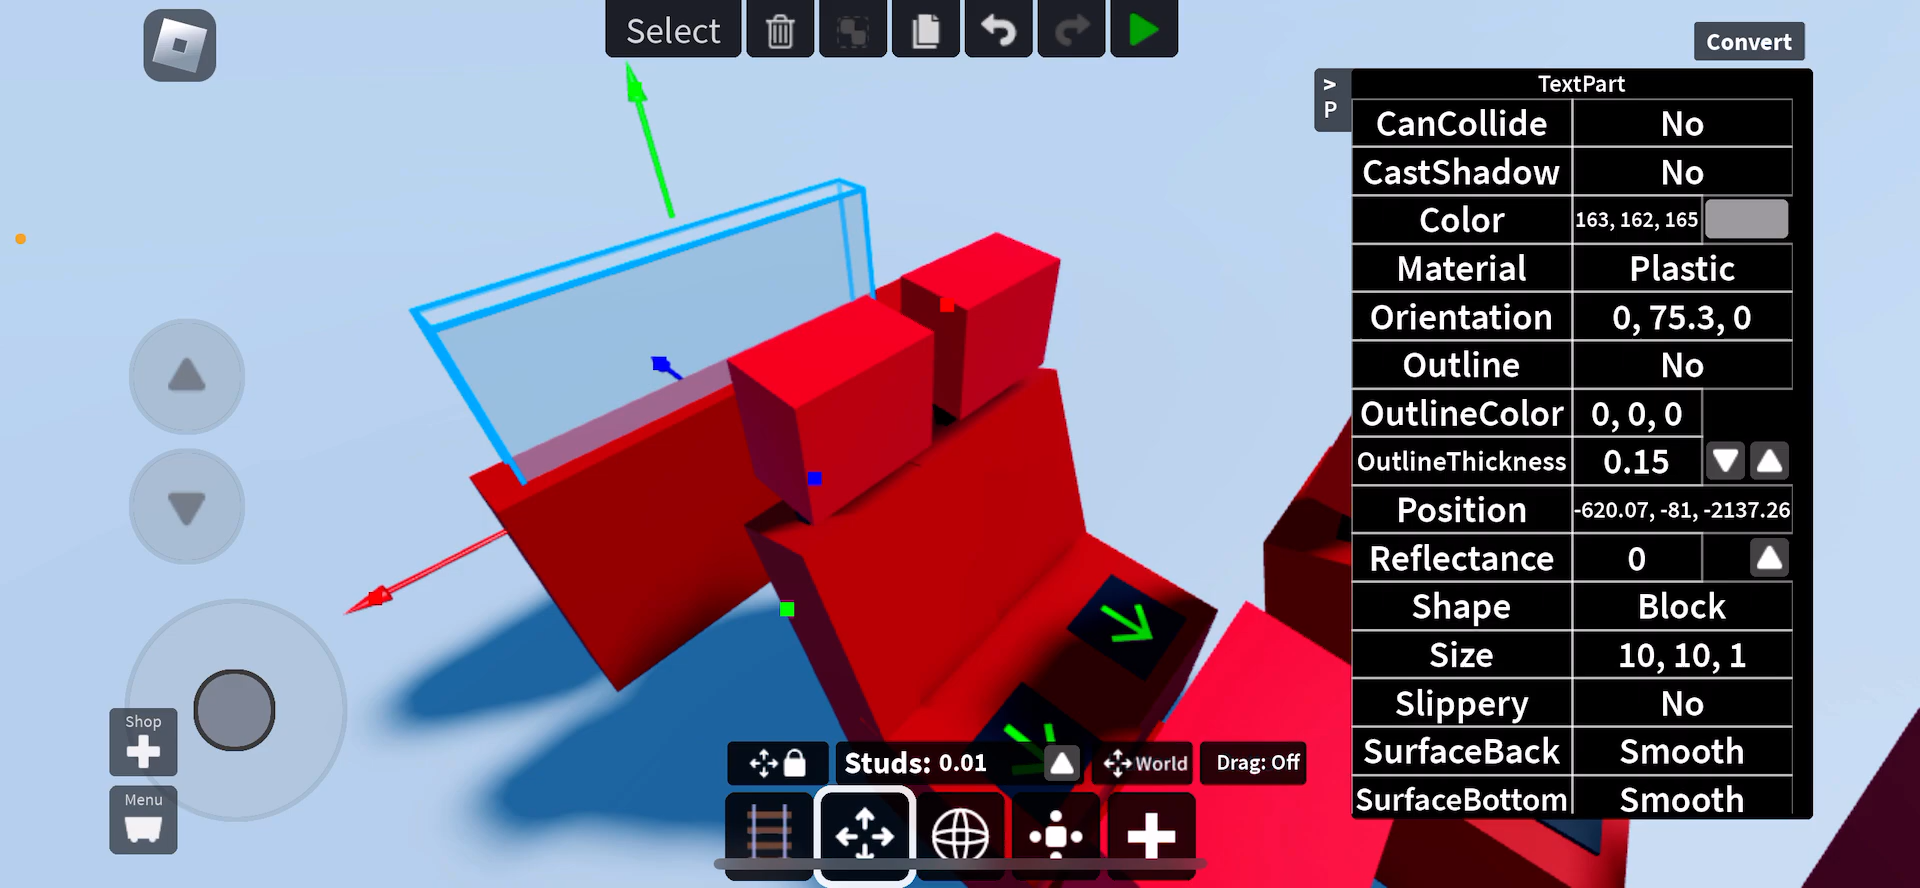 Select
Convert
> P
TextPart
CanCollide No
CastShadow No
Color 163, 162, 165
Material Plastic
Orientation 0, 75.3, 0
Outline No
OutlineColor 0, 0, 0
OutlineThickness 0.15
Position -620.07, -81, -2137.26
Reflectance 0
Shape Block
Size 10, 10, 1
Slippery No
SurfaceBack Smooth
SurfaceBottom Smooth
Shop
Menu
Studs: 0.01
World
Drag: Off